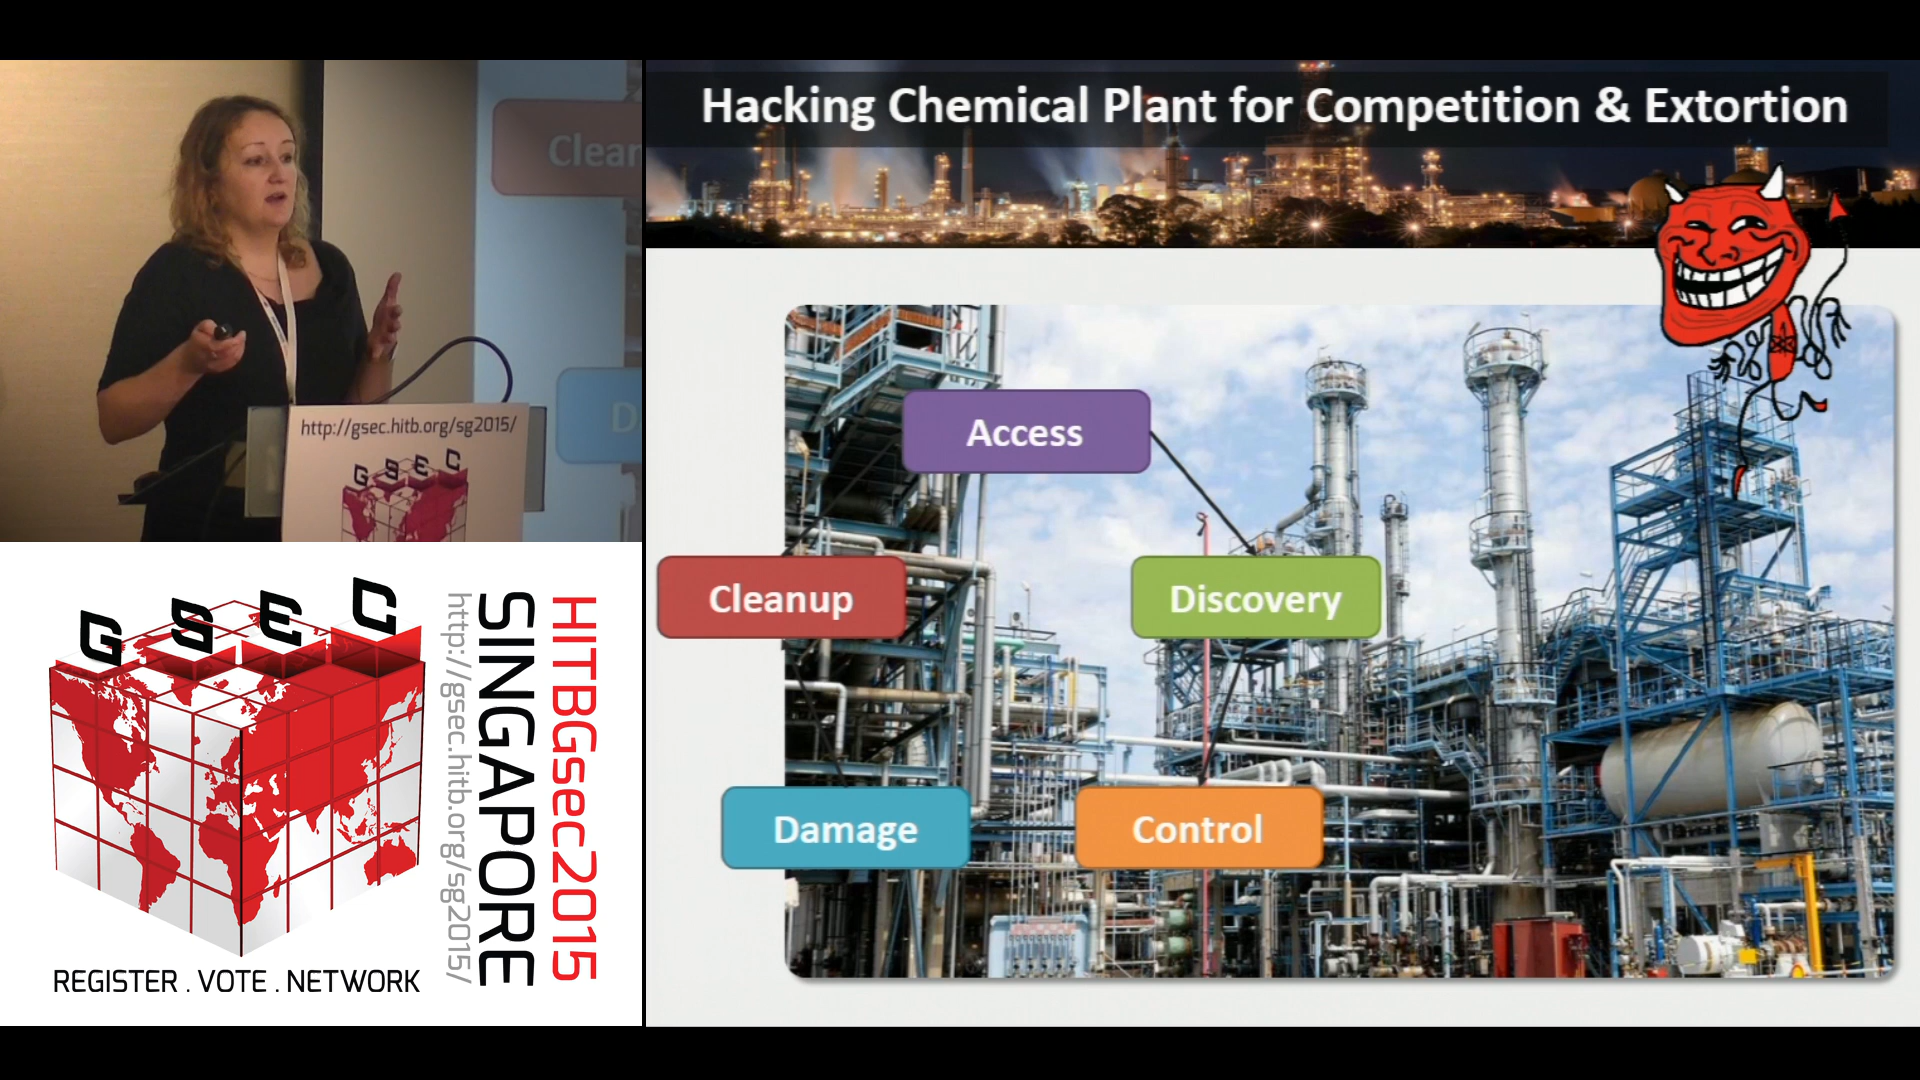 Hacking Chemical Plant for Competition & Extortion
Clear
D
http://gsec.hitb.org/sg2015/
G S E C
Access
Cleanup
Discovery
Damage
Control
G S E C
REGISTER . VOTE . NETWORK
HITBGsec2015
SINGAPORE
http://gsec.hitb.org/sg2015/